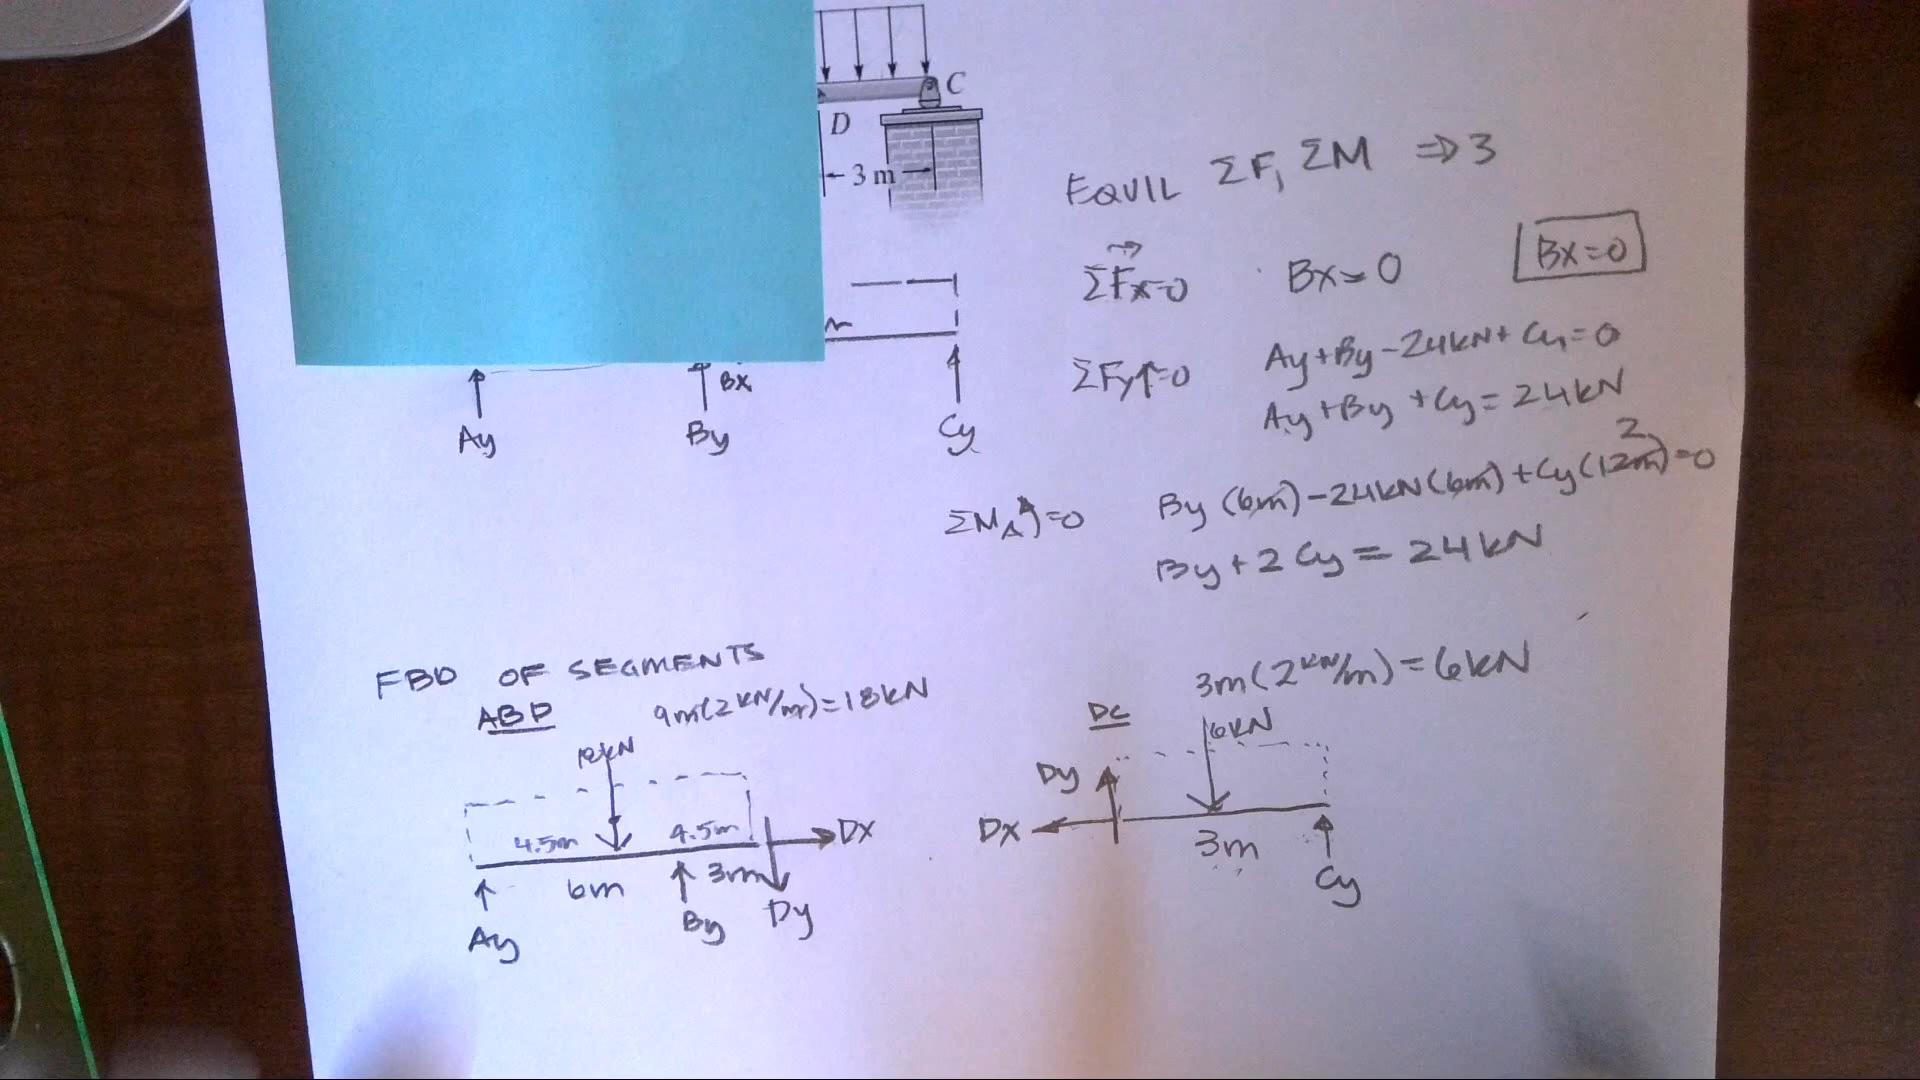 C
D
3 m
EQUIL ΣF, ΣM ⇒ 3
ΣFx=0 Bx=0 Bx=0
Ay+By-24kN+Cy=0
ΣFy↑=0
Ay+By+Cy=24kN
Bx
Ay By Cy
ΣMA=0 By(6m)-24kN(6m)+Cy(12m)=0
2
By+2Cy=24kN
FBD OF SEGMENTS
ABD 9m(2kN/m)=18kN
18kN
4.5m 4.5m Dx
6m 3m
Ay By Dy
3m(2kN/m)=6kN
DC
6kN
Dy
Dx 3m
Cy